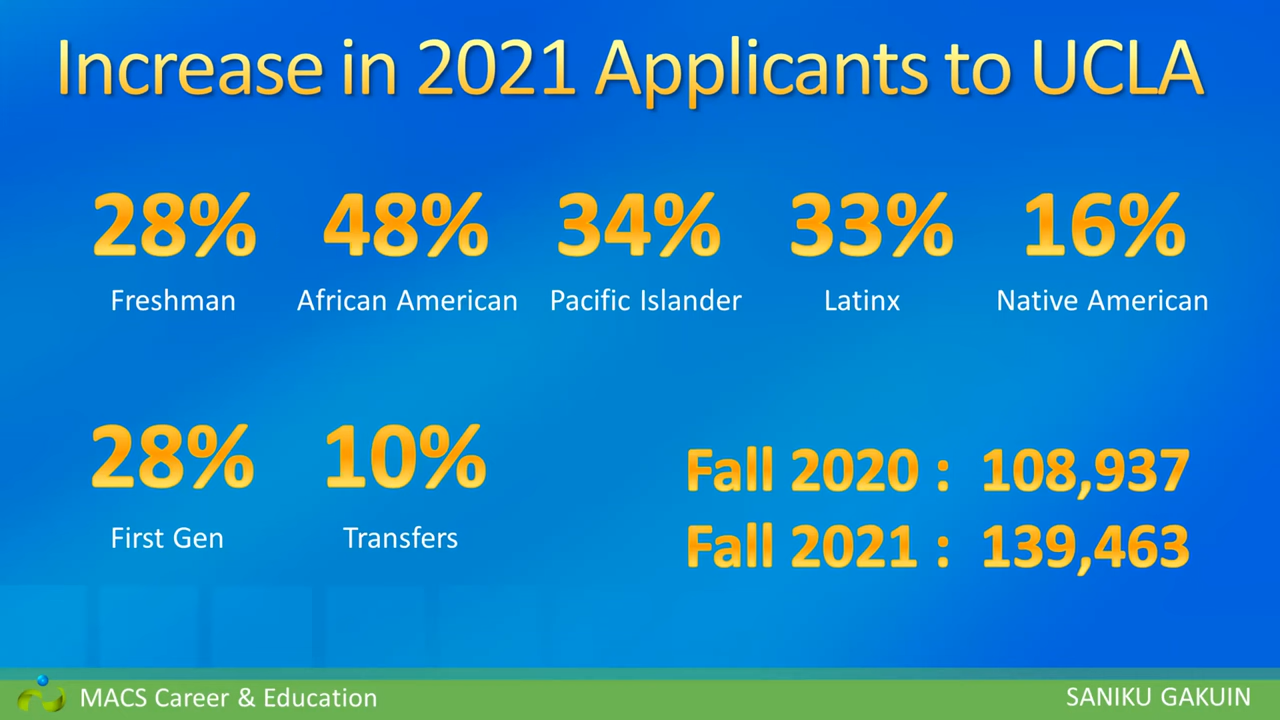 Increase in 2021 Applicants to UCLA
28% 48% 34% 33% 16%
Freshman African American Pacific Islander Latinx Native American
28% 10%
First Gen Transfers
Fall 2020 : 108,937
Fall 2021 : 139,463
MACS Career & Education
SANIKU GAKUIN